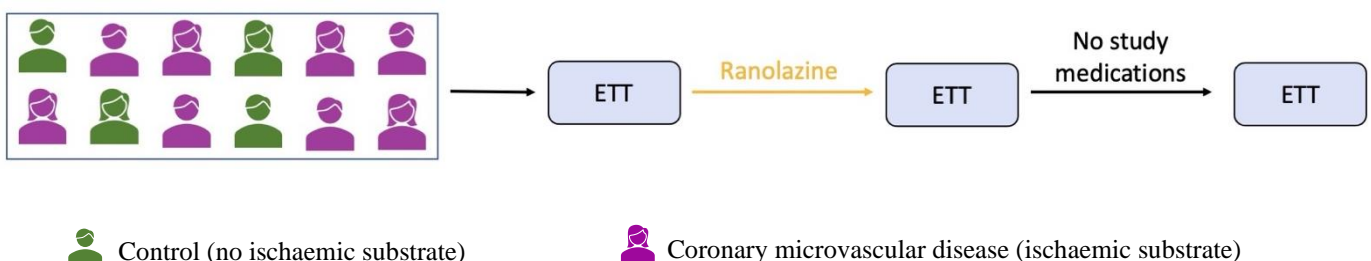 No study
medications
Ranolazine
ETT
ETT
ETT
Control (no ischaemic substrate)
Coronary microvascular disease (ischaemic substrate)